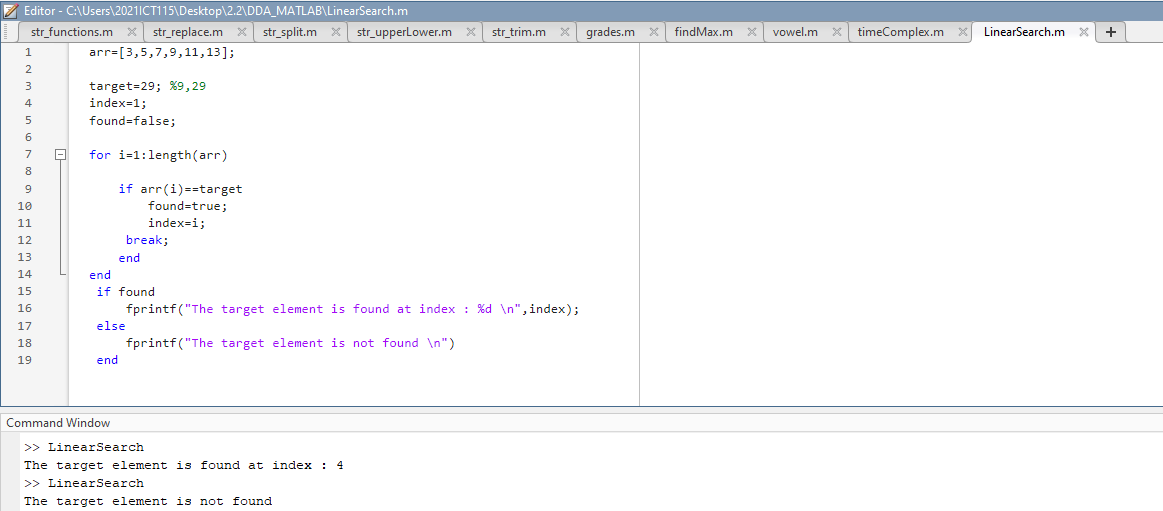 Editor - C:\Users\2021ICT115\Desktop\2.2\DDA_MATLAB\LinearSearch.m
str_functions.m str_replace.m str_split.m str_upperLower.m str_trim.m grades.m findMax.m vowel.m timeComplex.m LinearSearch.m
1 arr=[3,5,7,9,11,13];
2
3 target=29; %9,29
4 index=1;
5 found=false;
6
7 for i=1:length(arr)
8
9 if arr(i)==target
10 found=true;
11 index=i;
12 break;
13 end
14 end
15 if found
16 fprintf("The target element is found at index : %d \n",index);
17 else
18 fprintf("The target element is not found \n")
19 end
Command Window
>> LinearSearch
The target element is found at index : 4
>> LinearSearch
The target element is not found